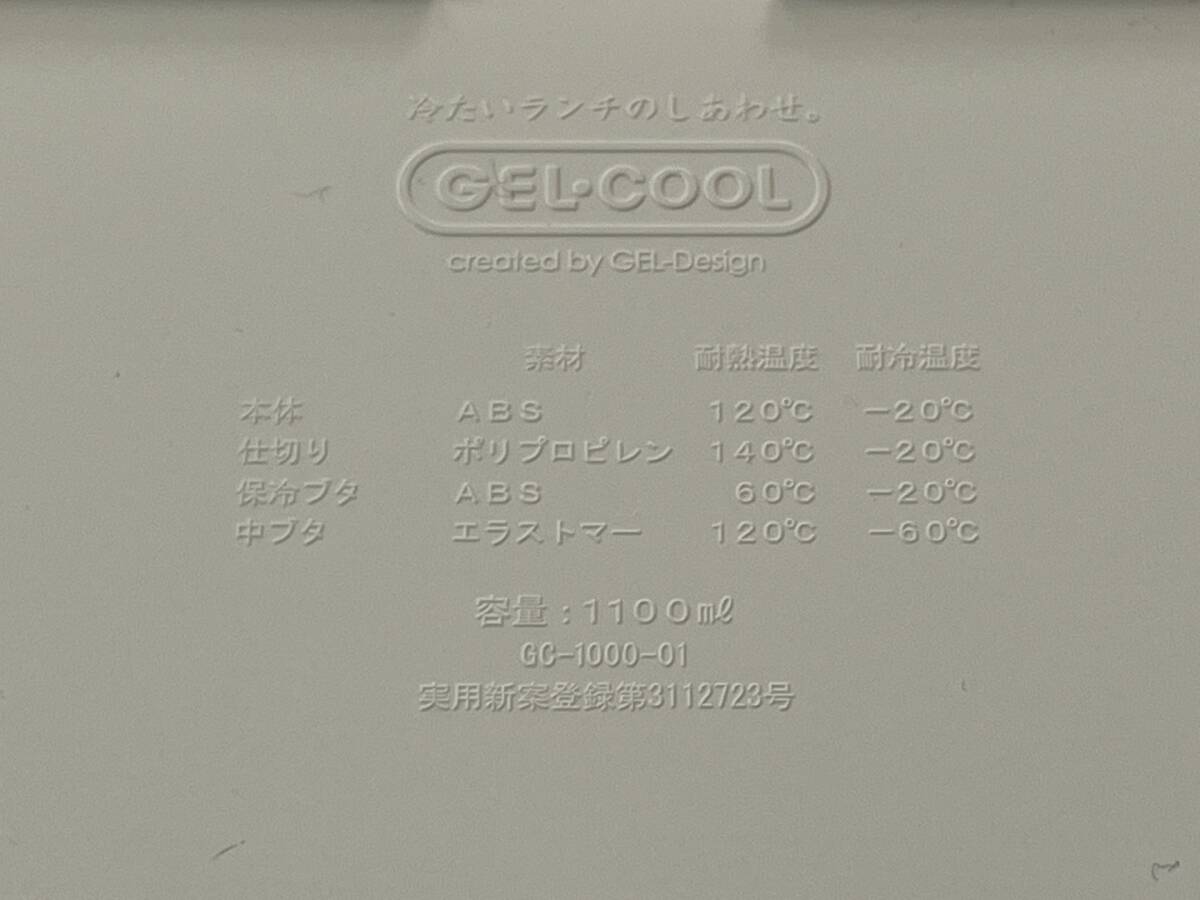 冷たいランチのしあわせ。
GEL•COOL
created by GEL-Design
素材 耐熱温度 耐冷温度
本体 ABS 120℃ −20℃
仕切り ポリプロピレン 140℃ −20℃
保冷ブタ ABS 60℃ −20℃
中ブタ エラストマー 120℃ −60℃
容量：1100㎖
GC-1000-01
実用新案登録第3112723号